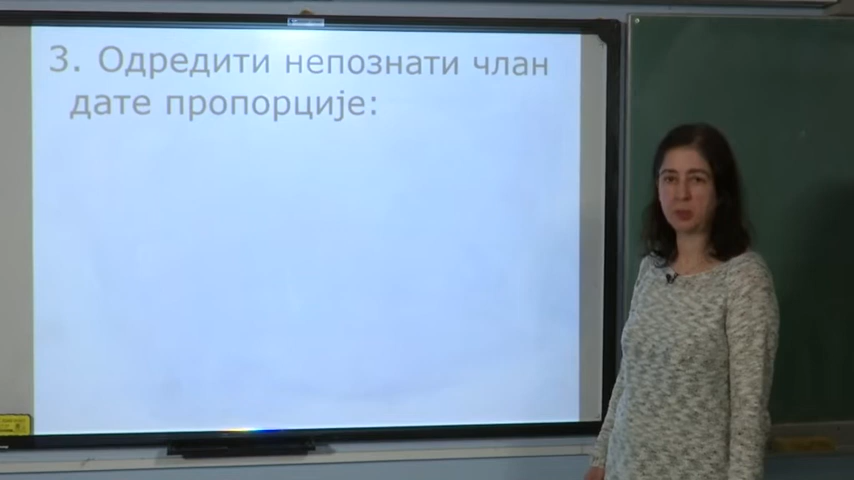 3. Одредити непознати члан
дате пропорције: